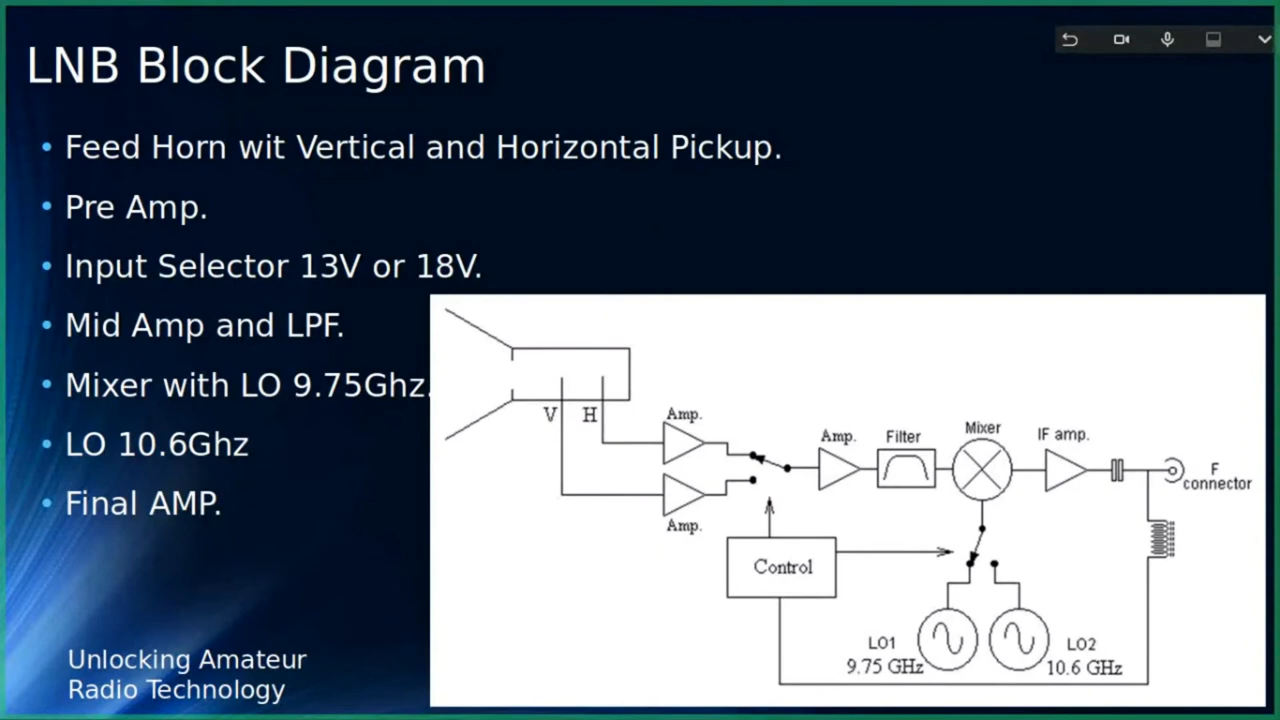 LNB Block Diagram
• Feed Horn wit Vertical and Horizontal Pickup.
• Pre Amp.
• Input Selector 13V or 18V.
• Mid Amp and LPF.
• Mixer with LO 9.75Ghz.
• LO 10.6Ghz
• Final AMP.
Unlocking Amateur
Radio Technology
V H
Amp.
Amp.
Amp.
Filter
Mixer
IF amp.
F
connector
Control
LO1
9.75 GHz
LO2
10.6 GHz